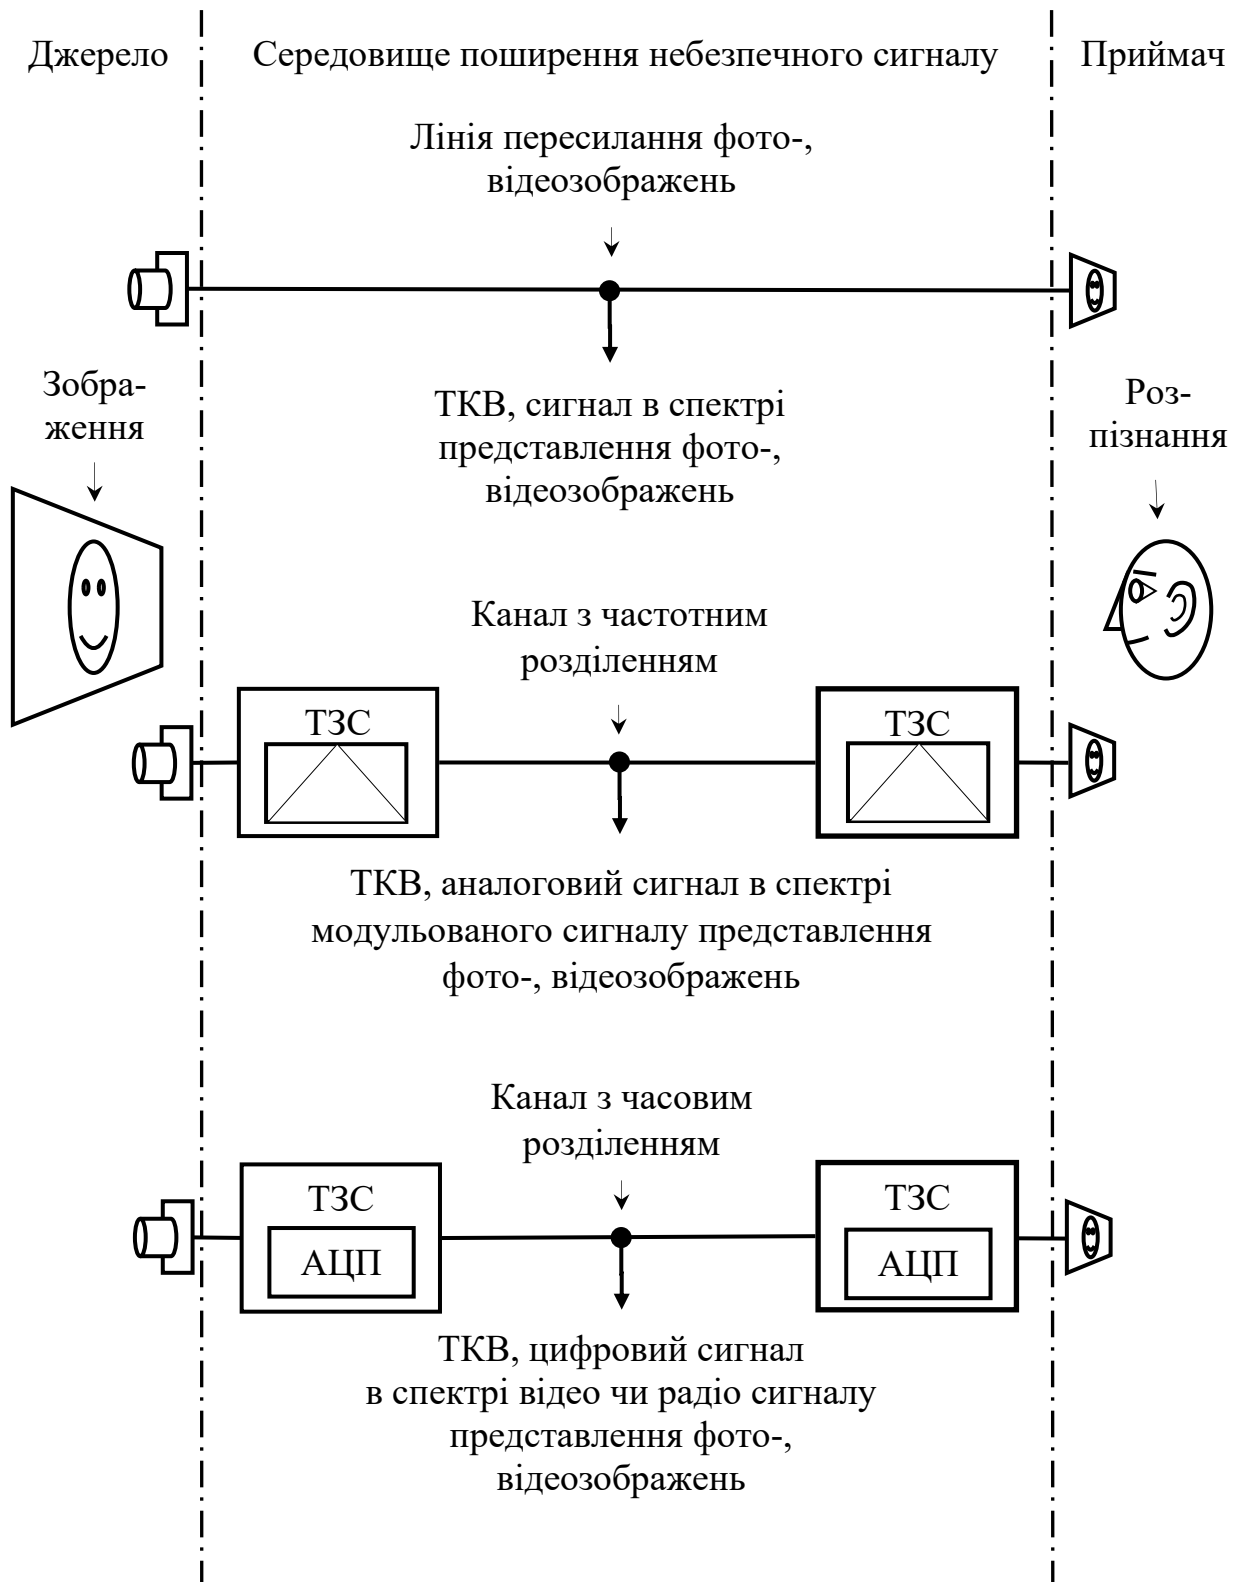 Джерело
Середовище поширення небезпечного сигналу
Приймач
Лінія пересилання фото-,
відеозображень
ТКВ, сигнал в спектрі
представлення фото-,
відеозображень
Зобра-
ження
Роз-
пізнання
Канал з частотним
розділенням
ТЗС
ТЗС
ТКВ, аналоговий сигнал в спектрі
модульованого сигналу представлення
фото-, відеозображень
Канал з часовим
розділенням
ТЗС
АЦП
ТЗС
АЦП
ТКВ, цифровий сигнал
в спектрі відео чи радіо сигналу
представлення фото-,
відеозображень